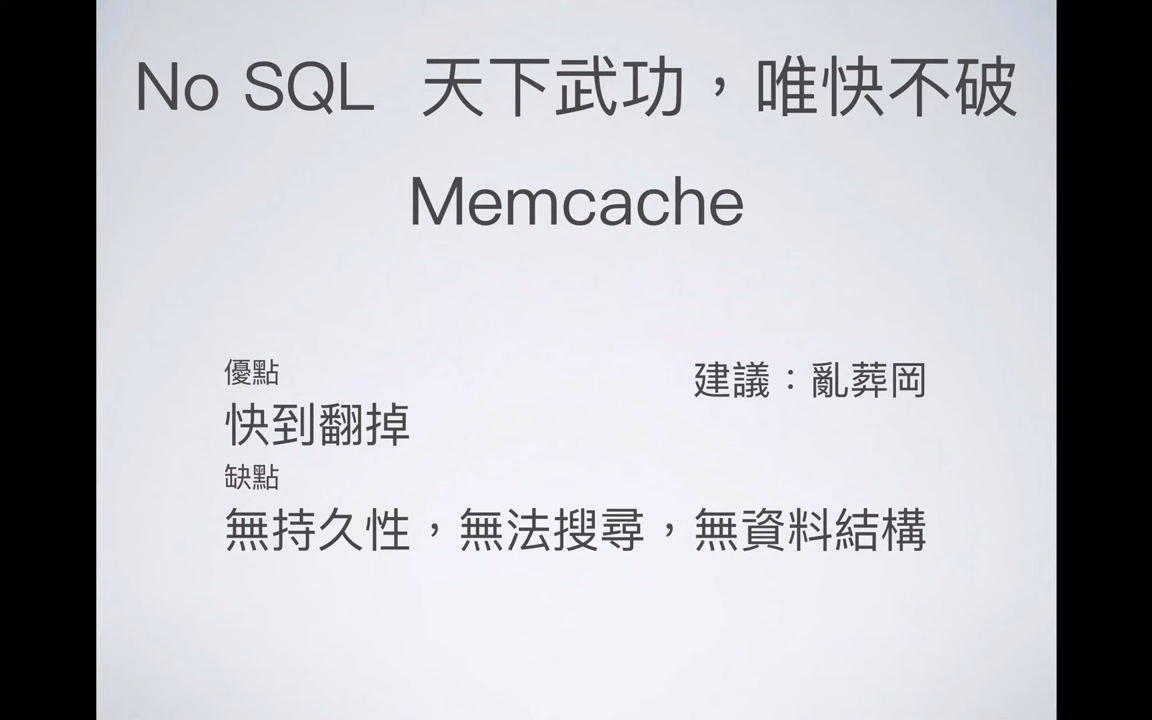 No SQL 天下武功，唯快不破
Memcache
優點
建議：亂葬岡
快到翻掉
缺點
無持久性，無法搜尋，無資料結構